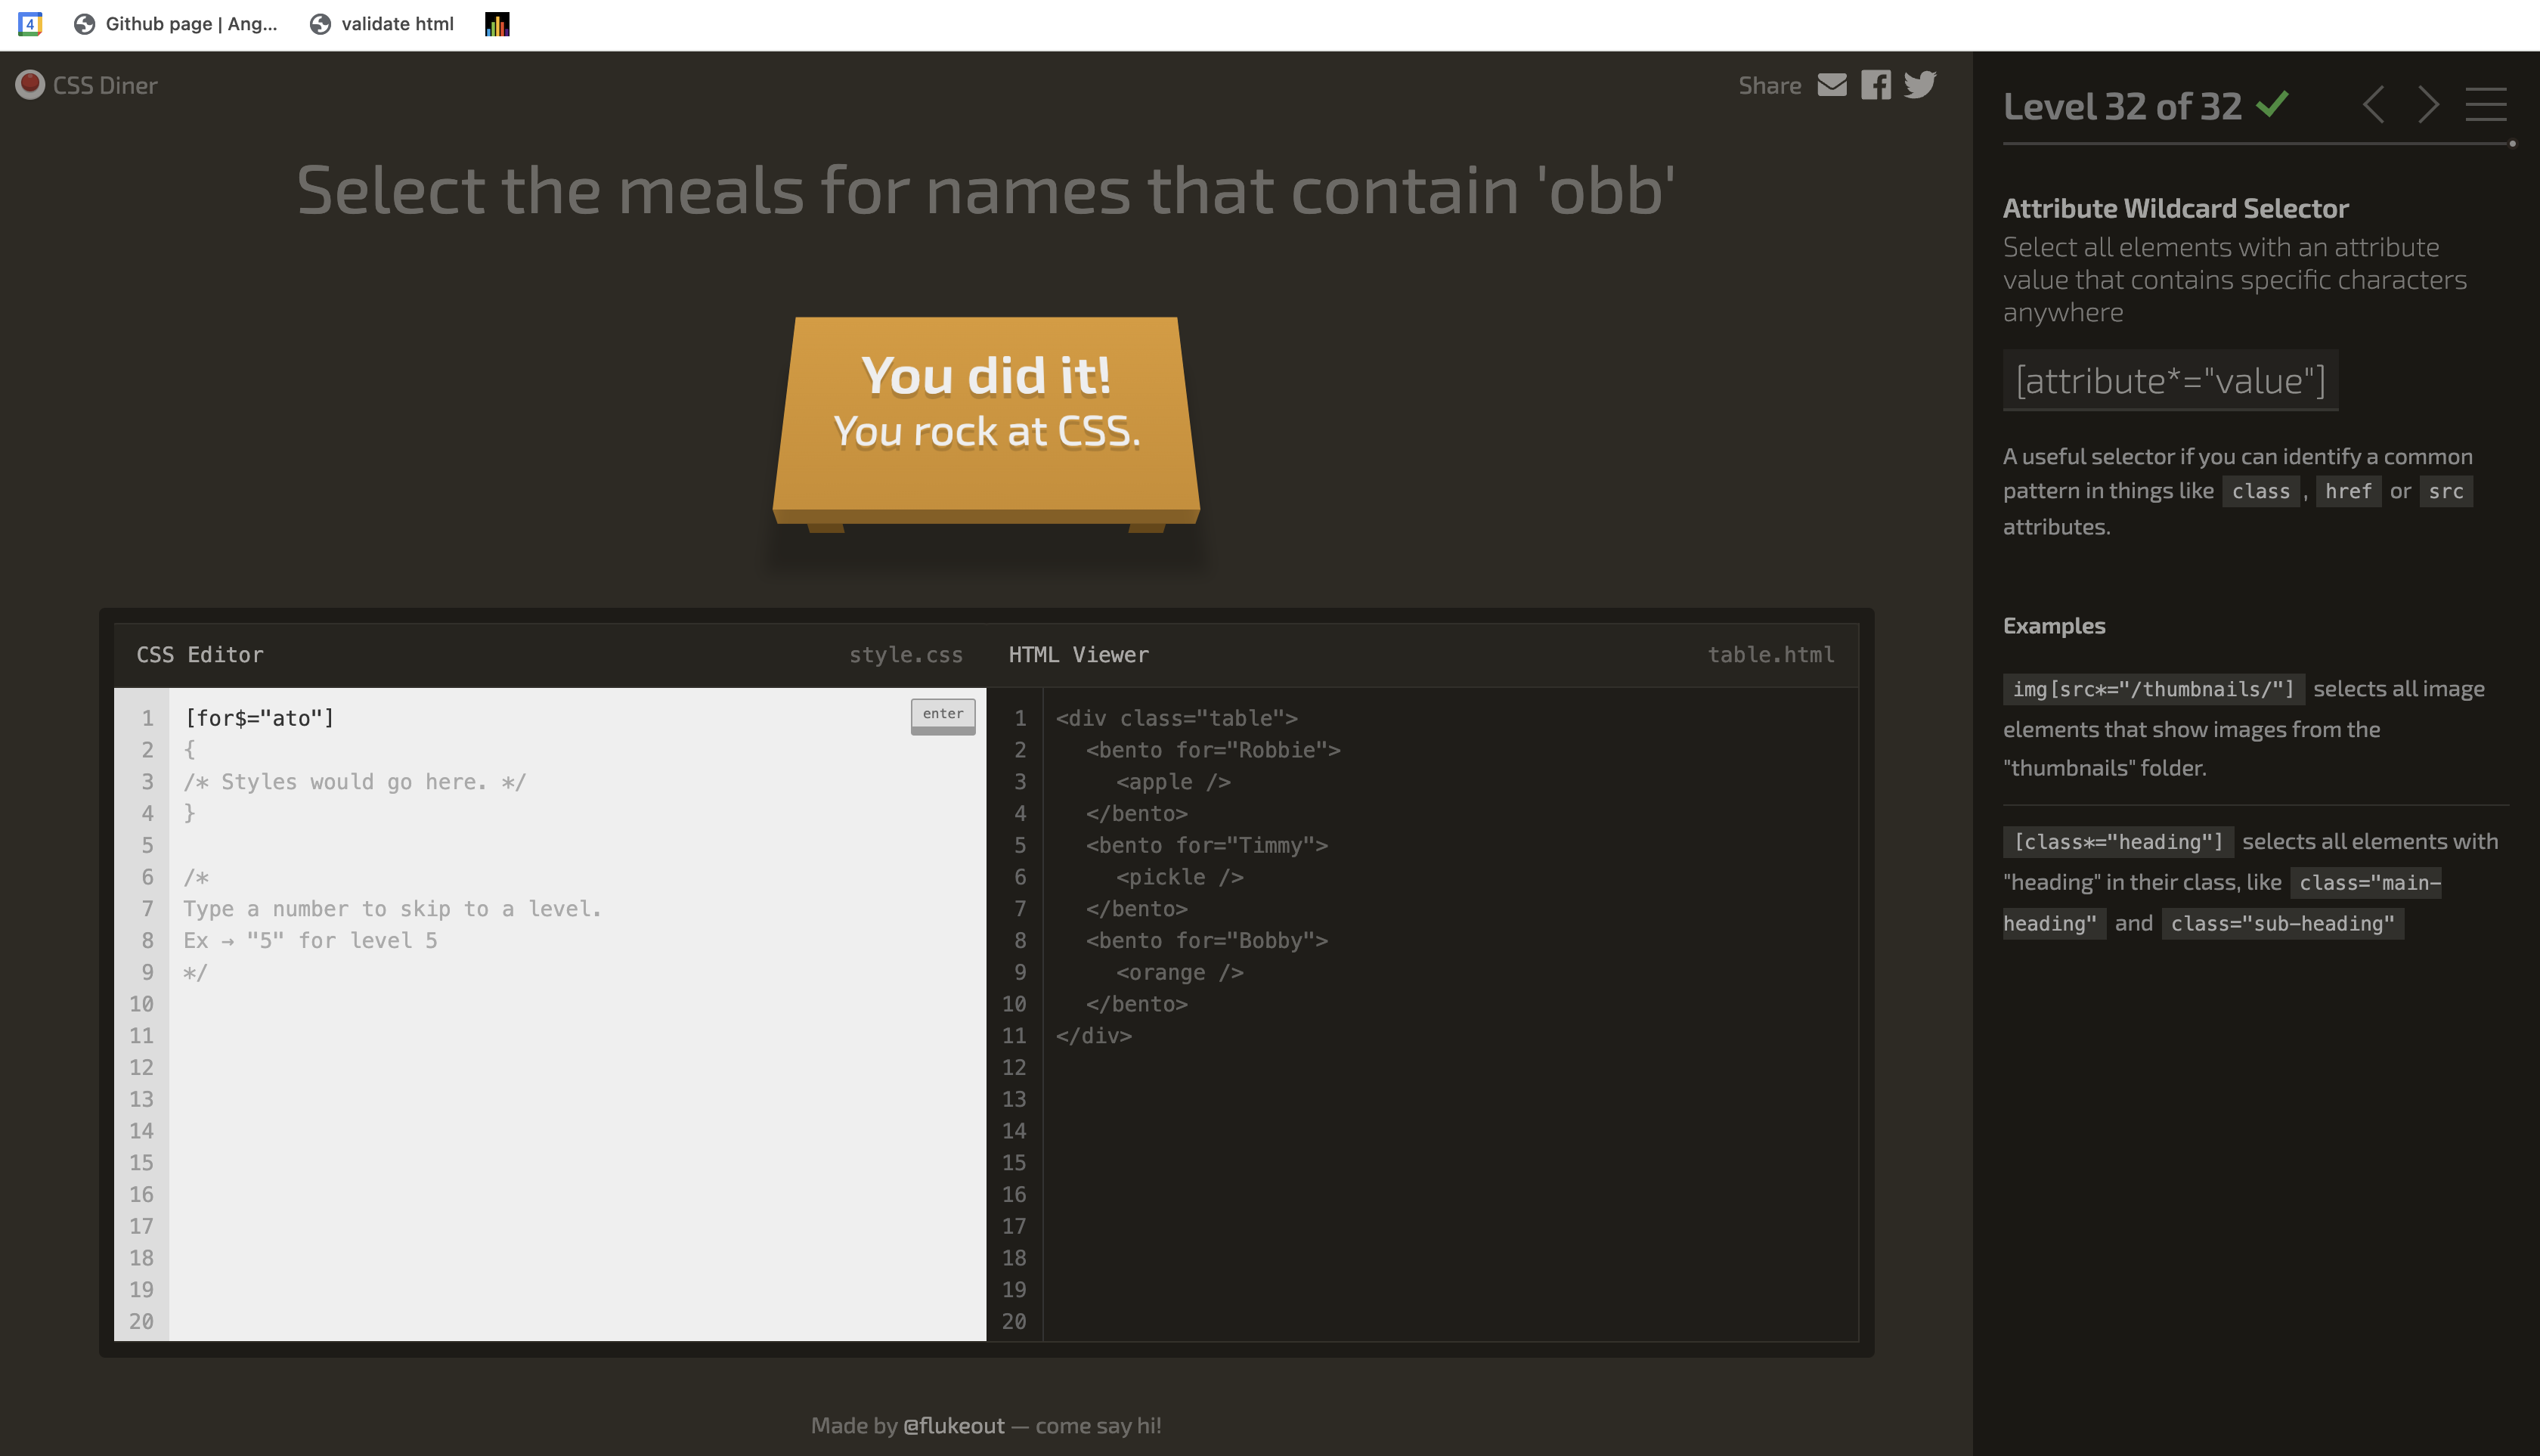 4 Github page | Ang... validate html
CSS Diner
Share
Select the meals for names that contain 'obb'
You did it!
You rock at CSS.
CSS Editor style.css
1 [for$="ato"]
enter
2 {
3 /* Styles would go here. */
4 }
5
6 /*
7 Type a number to skip to a level.
8 Ex → "5" for level 5
9 */
10
11
12
13
14
15
16
17
18
19
20
HTML Viewer table.html
1 <div class="table">
2 <bento for="Robbie">
3 <apple />
4 </bento>
5 <bento for="Timmy">
6 <pickle />
7 </bento>
8 <bento for="Bobby">
9 <orange />
10 </bento>
11 </div>
12
13
14
15
16
17
18
19
20
Made by @flukeout — come say hi!
Level 32 of 32
Attribute Wildcard Selector
Select all elements with an attribute
value that contains specific characters
anywhere
[attribute*="value"]
A useful selector if you can identify a common
pattern in things like class , href or src
attributes.
Examples
img[src*="/thumbnails/"] selects all image
elements that show images from the
"thumbnails" folder.
[class*="heading"] selects all elements with
"heading" in their class, like class="main-
heading" and class="sub-heading"